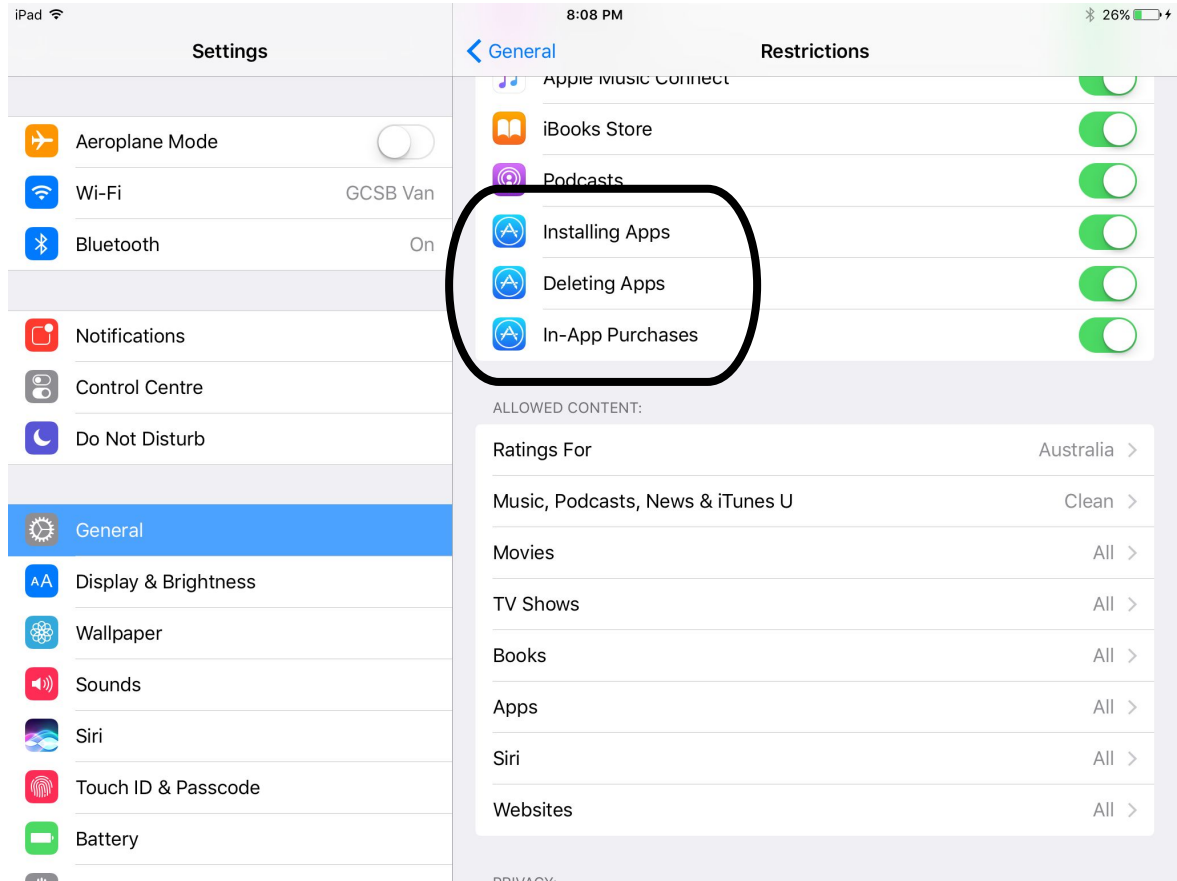 iPad 8:08 PM 26%
Settings
General Restrictions
Aeroplane Mode
Wi-Fi GCSB Van
Bluetooth On
Notifications
Control Centre
Do Not Disturb
General
Display & Brightness
Wallpaper
Sounds
Siri
Touch ID & Passcode
Battery
Apple Music Connect
iBooks Store
Podcasts
Installing Apps
Deleting Apps
In-App Purchases
ALLOWED CONTENT:
Ratings For Australia
Music, Podcasts, News & iTunes U Clean
Movies All
TV Shows All
Books All
Apps All
Siri All
Websites All
PRIVACY: